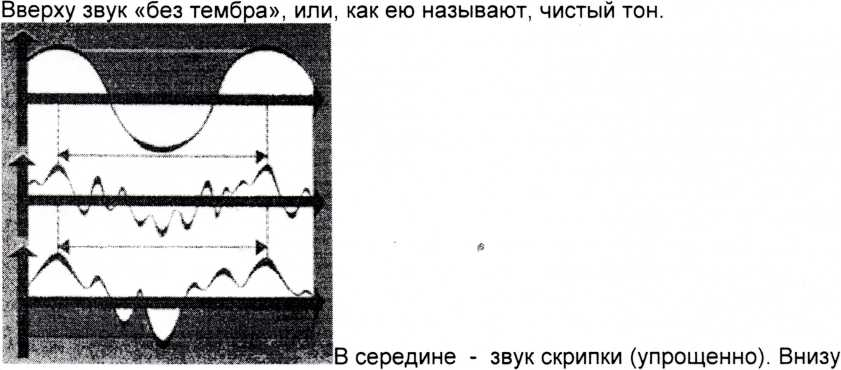 Вверху звук «без тембра», или, как ею называют, чистый тон.
В середине - звук скрипки (упрощенно). Внизу